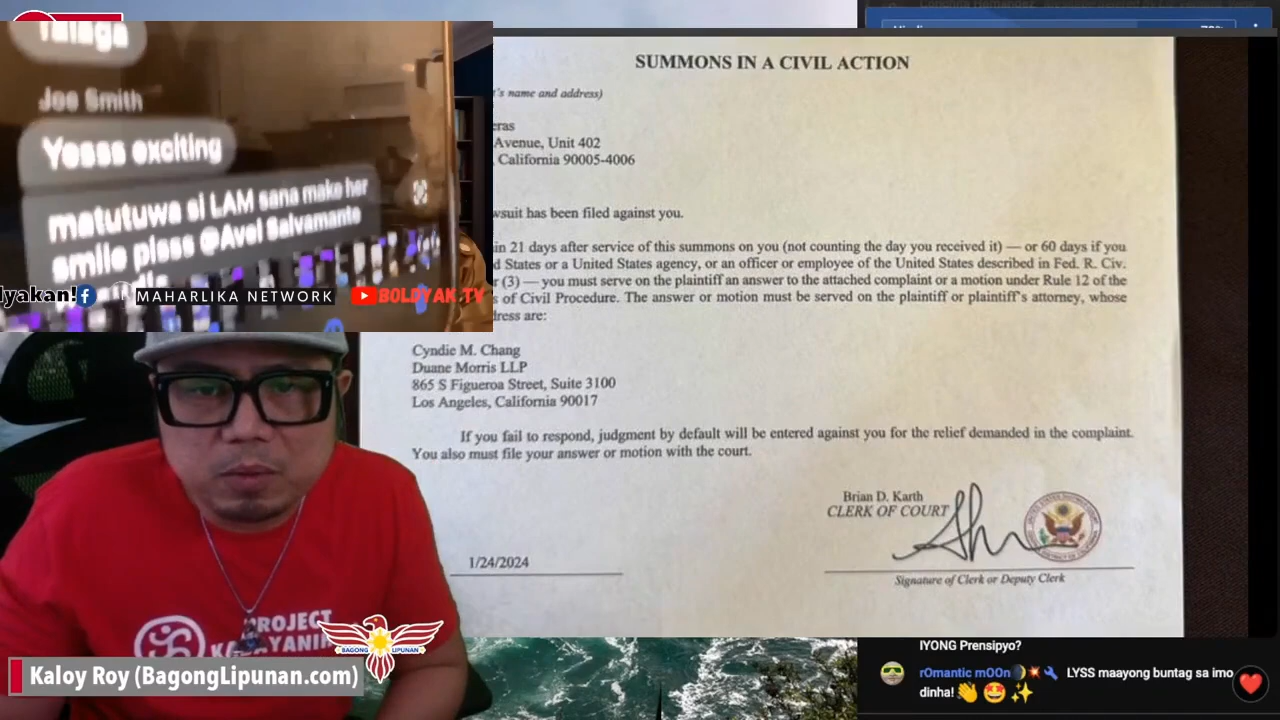 Talaga
Joe Smith
Yesss exciting
matutuwa si LAM sana make her
smile plsss @Avel Salvamante
lyakan!
MAHARLIKA NETWORK
BOLDYAK TV
SUMMONS IN A CIVIL ACTION
t's name and address)
eras
Avenue, Unit 402
California 90005-4006
wsuit has been filed against you.
in 21 days after service of this summons on you (not counting the day you received it) — or 60 days if you
d States or a United States agency, or an officer or employee of the United States described in Fed. R. Civ.
r (3) — you must serve on the plaintiff an answer to the attached complaint or a motion under Rule 12 of the
s of Civil Procedure. The answer or motion must be served on the plaintiff or plaintiff's attorney, whose
dress are:
Cyndie M. Chang
Duane Morris LLP
865 S Figueroa Street, Suite 3100
Los Angeles, California 90017
If you fail to respond, judgment by default will be entered against you for the relief demanded in the complaint.
You also must file your answer or motion with the court.
Brian D. Karth
CLERK OF COURT
1/24/2024
Signature of Clerk or Deputy Clerk
PROJECT
BAGONG LIPUNAN
Kaloy Roy (BagongLipunan.com)
IYONG Prensipyo?
rOmantic mOOn LYSS maayong buntag sa imo
dinha!